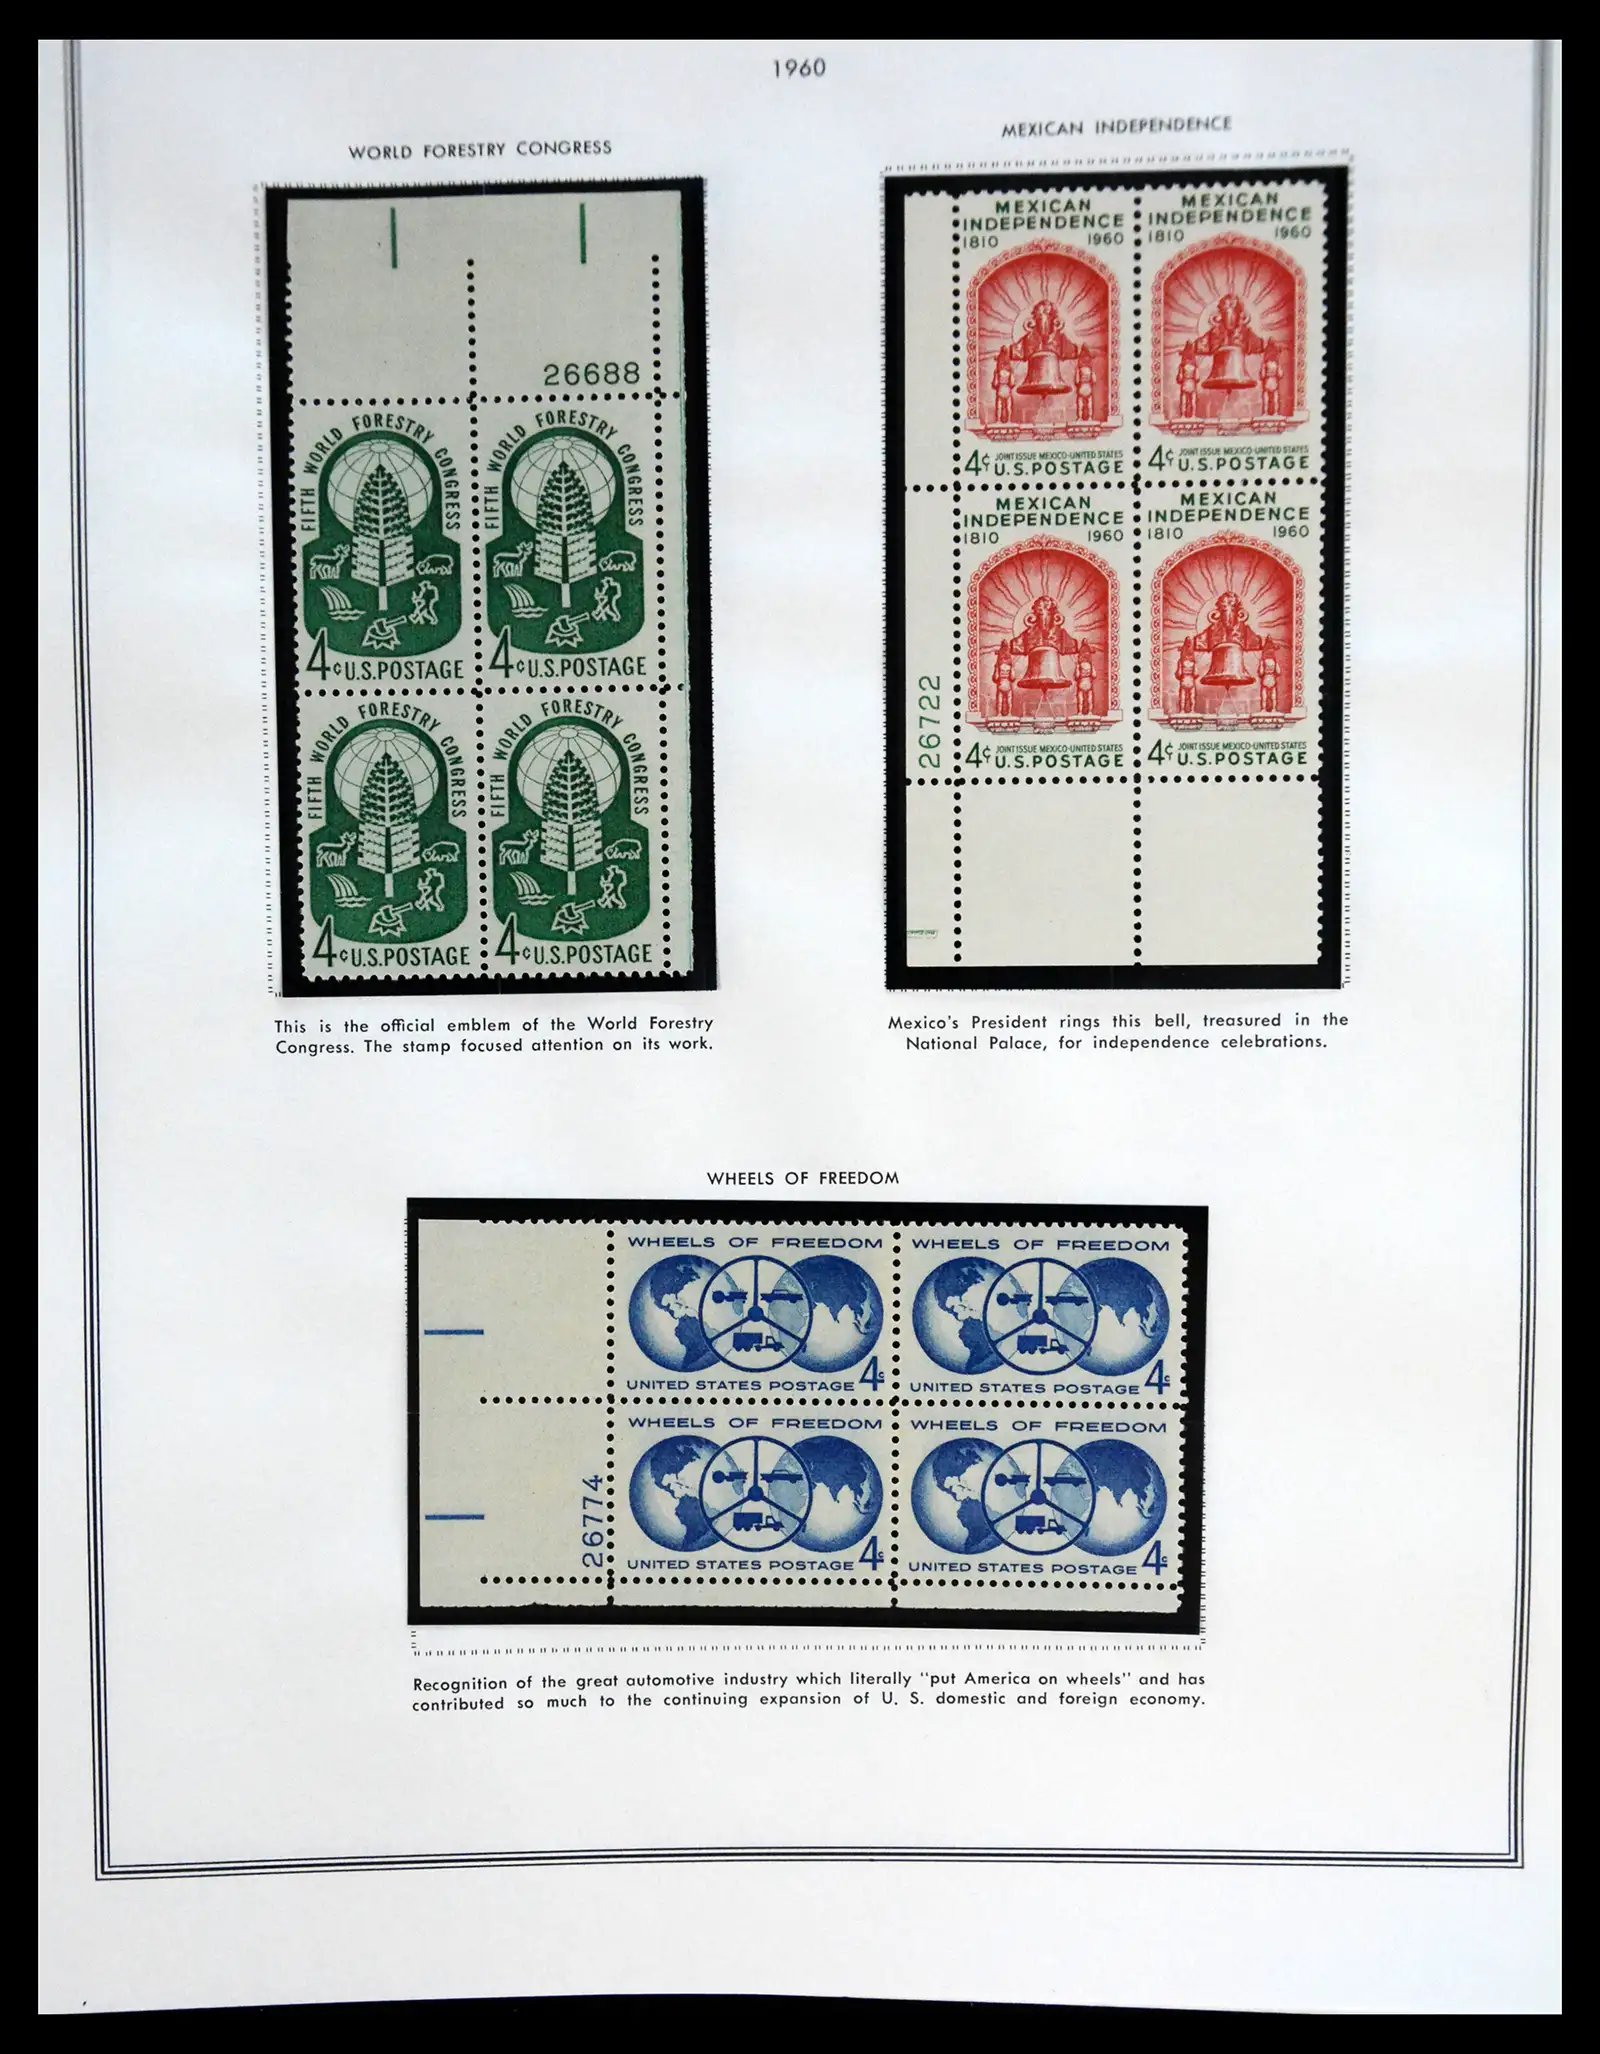 1960
WORLD FORESTRY CONGRESS
26688
FIFTH WORLD FORESTRY CONGRESS
4¢ U.S. POSTAGE
FIFTH WORLD FORESTRY CONGRESS
4¢ U.S. POSTAGE
FIFTH WORLD FORESTRY CONGRESS
4¢ U.S. POSTAGE
FIFTH WORLD FORESTRY CONGRESS
4¢ U.S. POSTAGE
This is the official emblem of the World Forestry
Congress. The stamp focused attention on its work.
MEXICAN INDEPENDENCE
MEXICAN
INDEPENDENCE
1810 1960
4¢ JOINT ISSUE MEXICO-UNITED STATES
U.S. POSTAGE
MEXICAN
INDEPENDENCE
1810 1960
4¢ JOINT ISSUE MEXICO-UNITED STATES
U.S. POSTAGE
MEXICAN
INDEPENDENCE
1810 1960
4¢ JOINT ISSUE MEXICO-UNITED STATES
U.S. POSTAGE
MEXICAN
INDEPENDENCE
1810 1960
4¢ JOINT ISSUE MEXICO-UNITED STATES
U.S. POSTAGE
26722
Mexico's President rings this bell, treasured in the
National Palace, for independence celebrations.
WHEELS OF FREEDOM
WHEELS OF FREEDOM
UNITED STATES POSTAGE 4¢
WHEELS OF FREEDOM
UNITED STATES POSTAGE 4¢
WHEELS OF FREEDOM
UNITED STATES POSTAGE 4¢
WHEELS OF FREEDOM
UNITED STATES POSTAGE 4¢
26774
Recognition of the great automotive industry which literally "put America on wheels" and has
contributed so much to the continuing expansion of U. S. domestic and foreign economy.